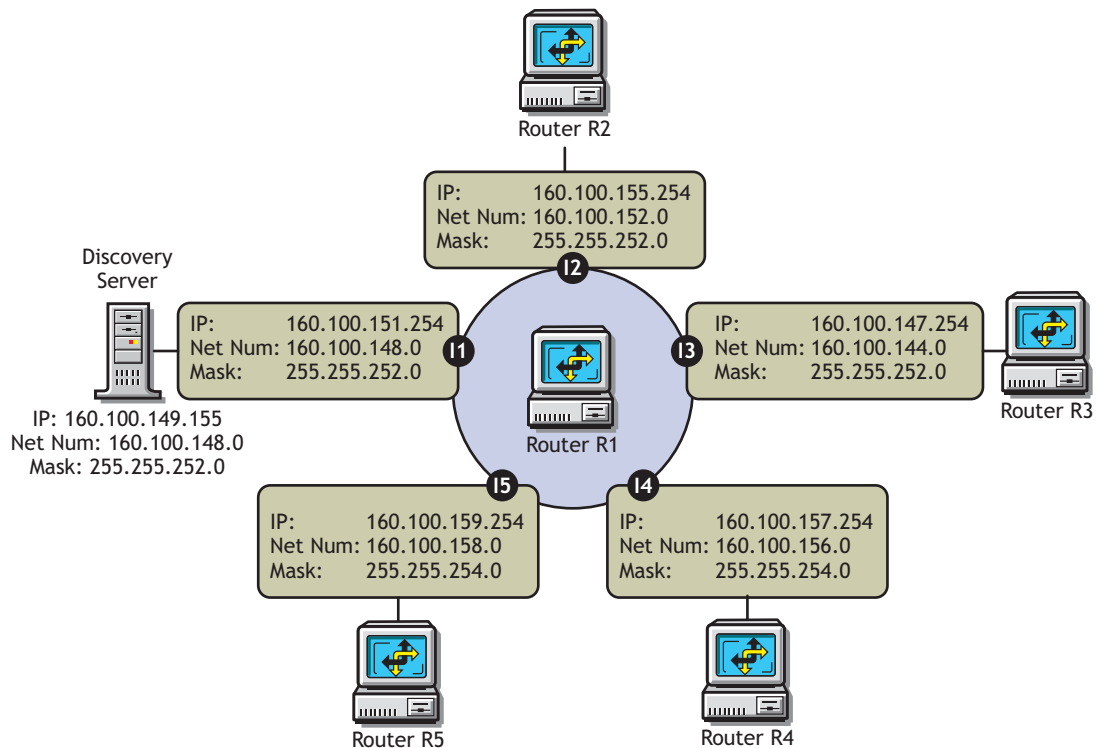 Router R2
IP: 160.100.155.254
Net Num: 160.100.152.0
Mask: 255.255.252.0
I2
Discovery
Server
IP: 160.100.151.254
Net Num: 160.100.148.0
Mask: 255.255.252.0
I1
IP: 160.100.149.155
Net Num: 160.100.148.0
Mask: 255.255.252.0
Router R1
I3
IP: 160.100.147.254
Net Num: 160.100.144.0
Mask: 255.255.252.0
Router R3
I5
IP: 160.100.159.254
Net Num: 160.100.158.0
Mask: 255.255.254.0
Router R5
I4
IP: 160.100.157.254
Net Num: 160.100.156.0
Mask: 255.255.254.0
Router R4